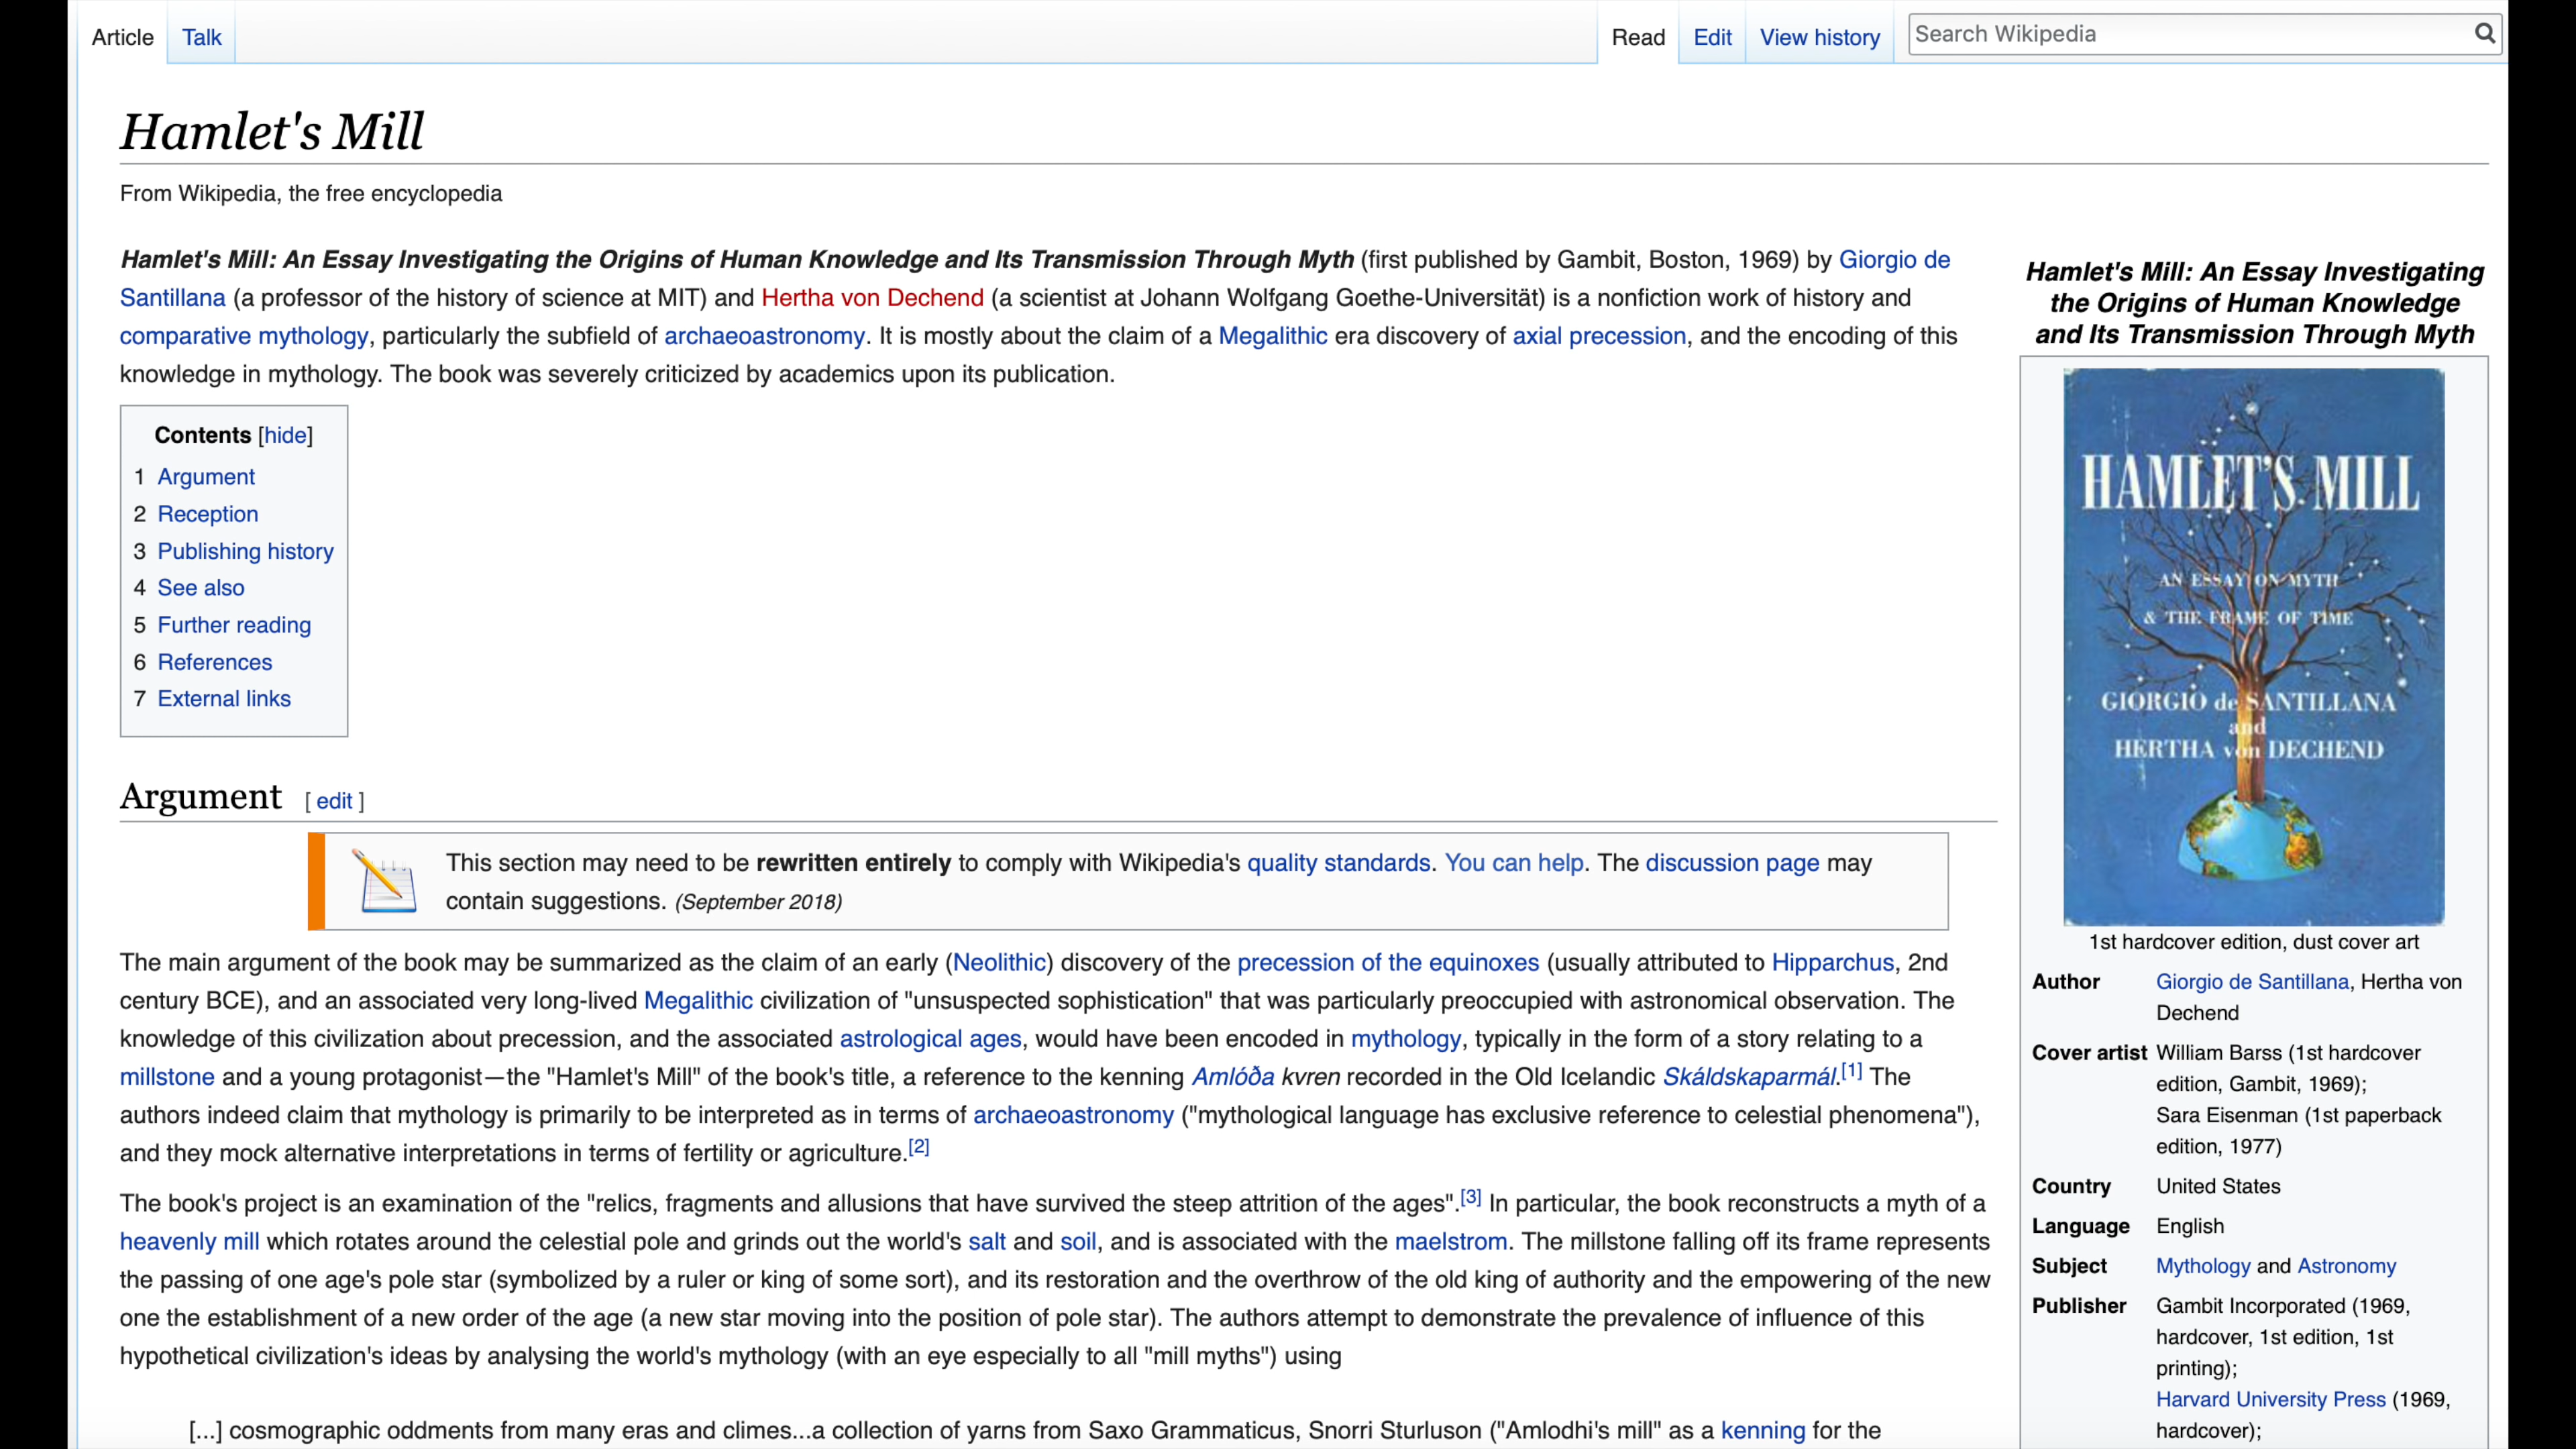 Article
Talk
Read
Edit
View history
Search Wikipedia
Hamlet's Mill
From Wikipedia, the free encyclopedia
Hamlet's Mill: An Essay Investigating the Origins of Human Knowledge and Its Transmission Through Myth (first published by Gambit, Boston, 1969) by Giorgio de
Santillana (a professor of the history of science at MIT) and Hertha von Dechend (a scientist at Johann Wolfgang Goethe-Universität) is a nonfiction work of history and
comparative mythology, particularly the subfield of archaeoastronomy. It is mostly about the claim of a Megalithic era discovery of axial precession, and the encoding of this
knowledge in mythology. The book was severely criticized by academics upon its publication.
Contents [hide]
1 Argument
2 Reception
3 Publishing history
4 See also
5 Further reading
6 References
7 External links
Argument [ edit ]
This section may need to be rewritten entirely to comply with Wikipedia's quality standards. You can help. The discussion page may
contain suggestions. (September 2018)
The main argument of the book may be summarized as the claim of an early (Neolithic) discovery of the precession of the equinoxes (usually attributed to Hipparchus, 2nd
century BCE), and an associated very long-lived Megalithic civilization of "unsuspected sophistication" that was particularly preoccupied with astronomical observation. The
knowledge of this civilization about precession, and the associated astrological ages, would have been encoded in mythology, typically in the form of a story relating to a
millstone and a young protagonist—the "Hamlet's Mill" of the book's title, a reference to the kenning Amlóða kvren recorded in the Old Icelandic Skáldskaparmál.[1] The
authors indeed claim that mythology is primarily to be interpreted as in terms of archaeoastronomy ("mythological language has exclusive reference to celestial phenomena"),
and they mock alternative interpretations in terms of fertility or agriculture.[2]
The book's project is an examination of the "relics, fragments and allusions that have survived the steep attrition of the ages".[3] In particular, the book reconstructs a myth of a
heavenly mill which rotates around the celestial pole and grinds out the world's salt and soil, and is associated with the maelstrom. The millstone falling off its frame represents
the passing of one age's pole star (symbolized by a ruler or king of some sort), and its restoration and the overthrow of the old king of authority and the empowering of the new
one the establishment of a new order of the age (a new star moving into the position of pole star). The authors attempt to demonstrate the prevalence of influence of this
hypothetical civilization's ideas by analysing the world's mythology (with an eye especially to all "mill myths") using
[...] cosmographic oddments from many eras and climes...a collection of yarns from Saxo Grammaticus, Snorri Sturluson ("Amlodhi's mill" as a kenning for the
Hamlet's Mill: An Essay Investigating
the Origins of Human Knowledge
and Its Transmission Through Myth
HAMLET'S MILL
AN ESSAY ON MYTH
& THE FRAME OF TIME
GIORGIO de SANTILLANA
and
HERTHA von DECHEND
1st hardcover edition, dust cover art
Author Giorgio de Santillana, Hertha von
Dechend
Cover artist William Barss (1st hardcover
edition, Gambit, 1969);
Sara Eisenman (1st paperback
edition, 1977)
Country United States
Language English
Subject Mythology and Astronomy
Publisher Gambit Incorporated (1969,
hardcover, 1st edition, 1st
printing);
Harvard University Press (1969,
hardcover);